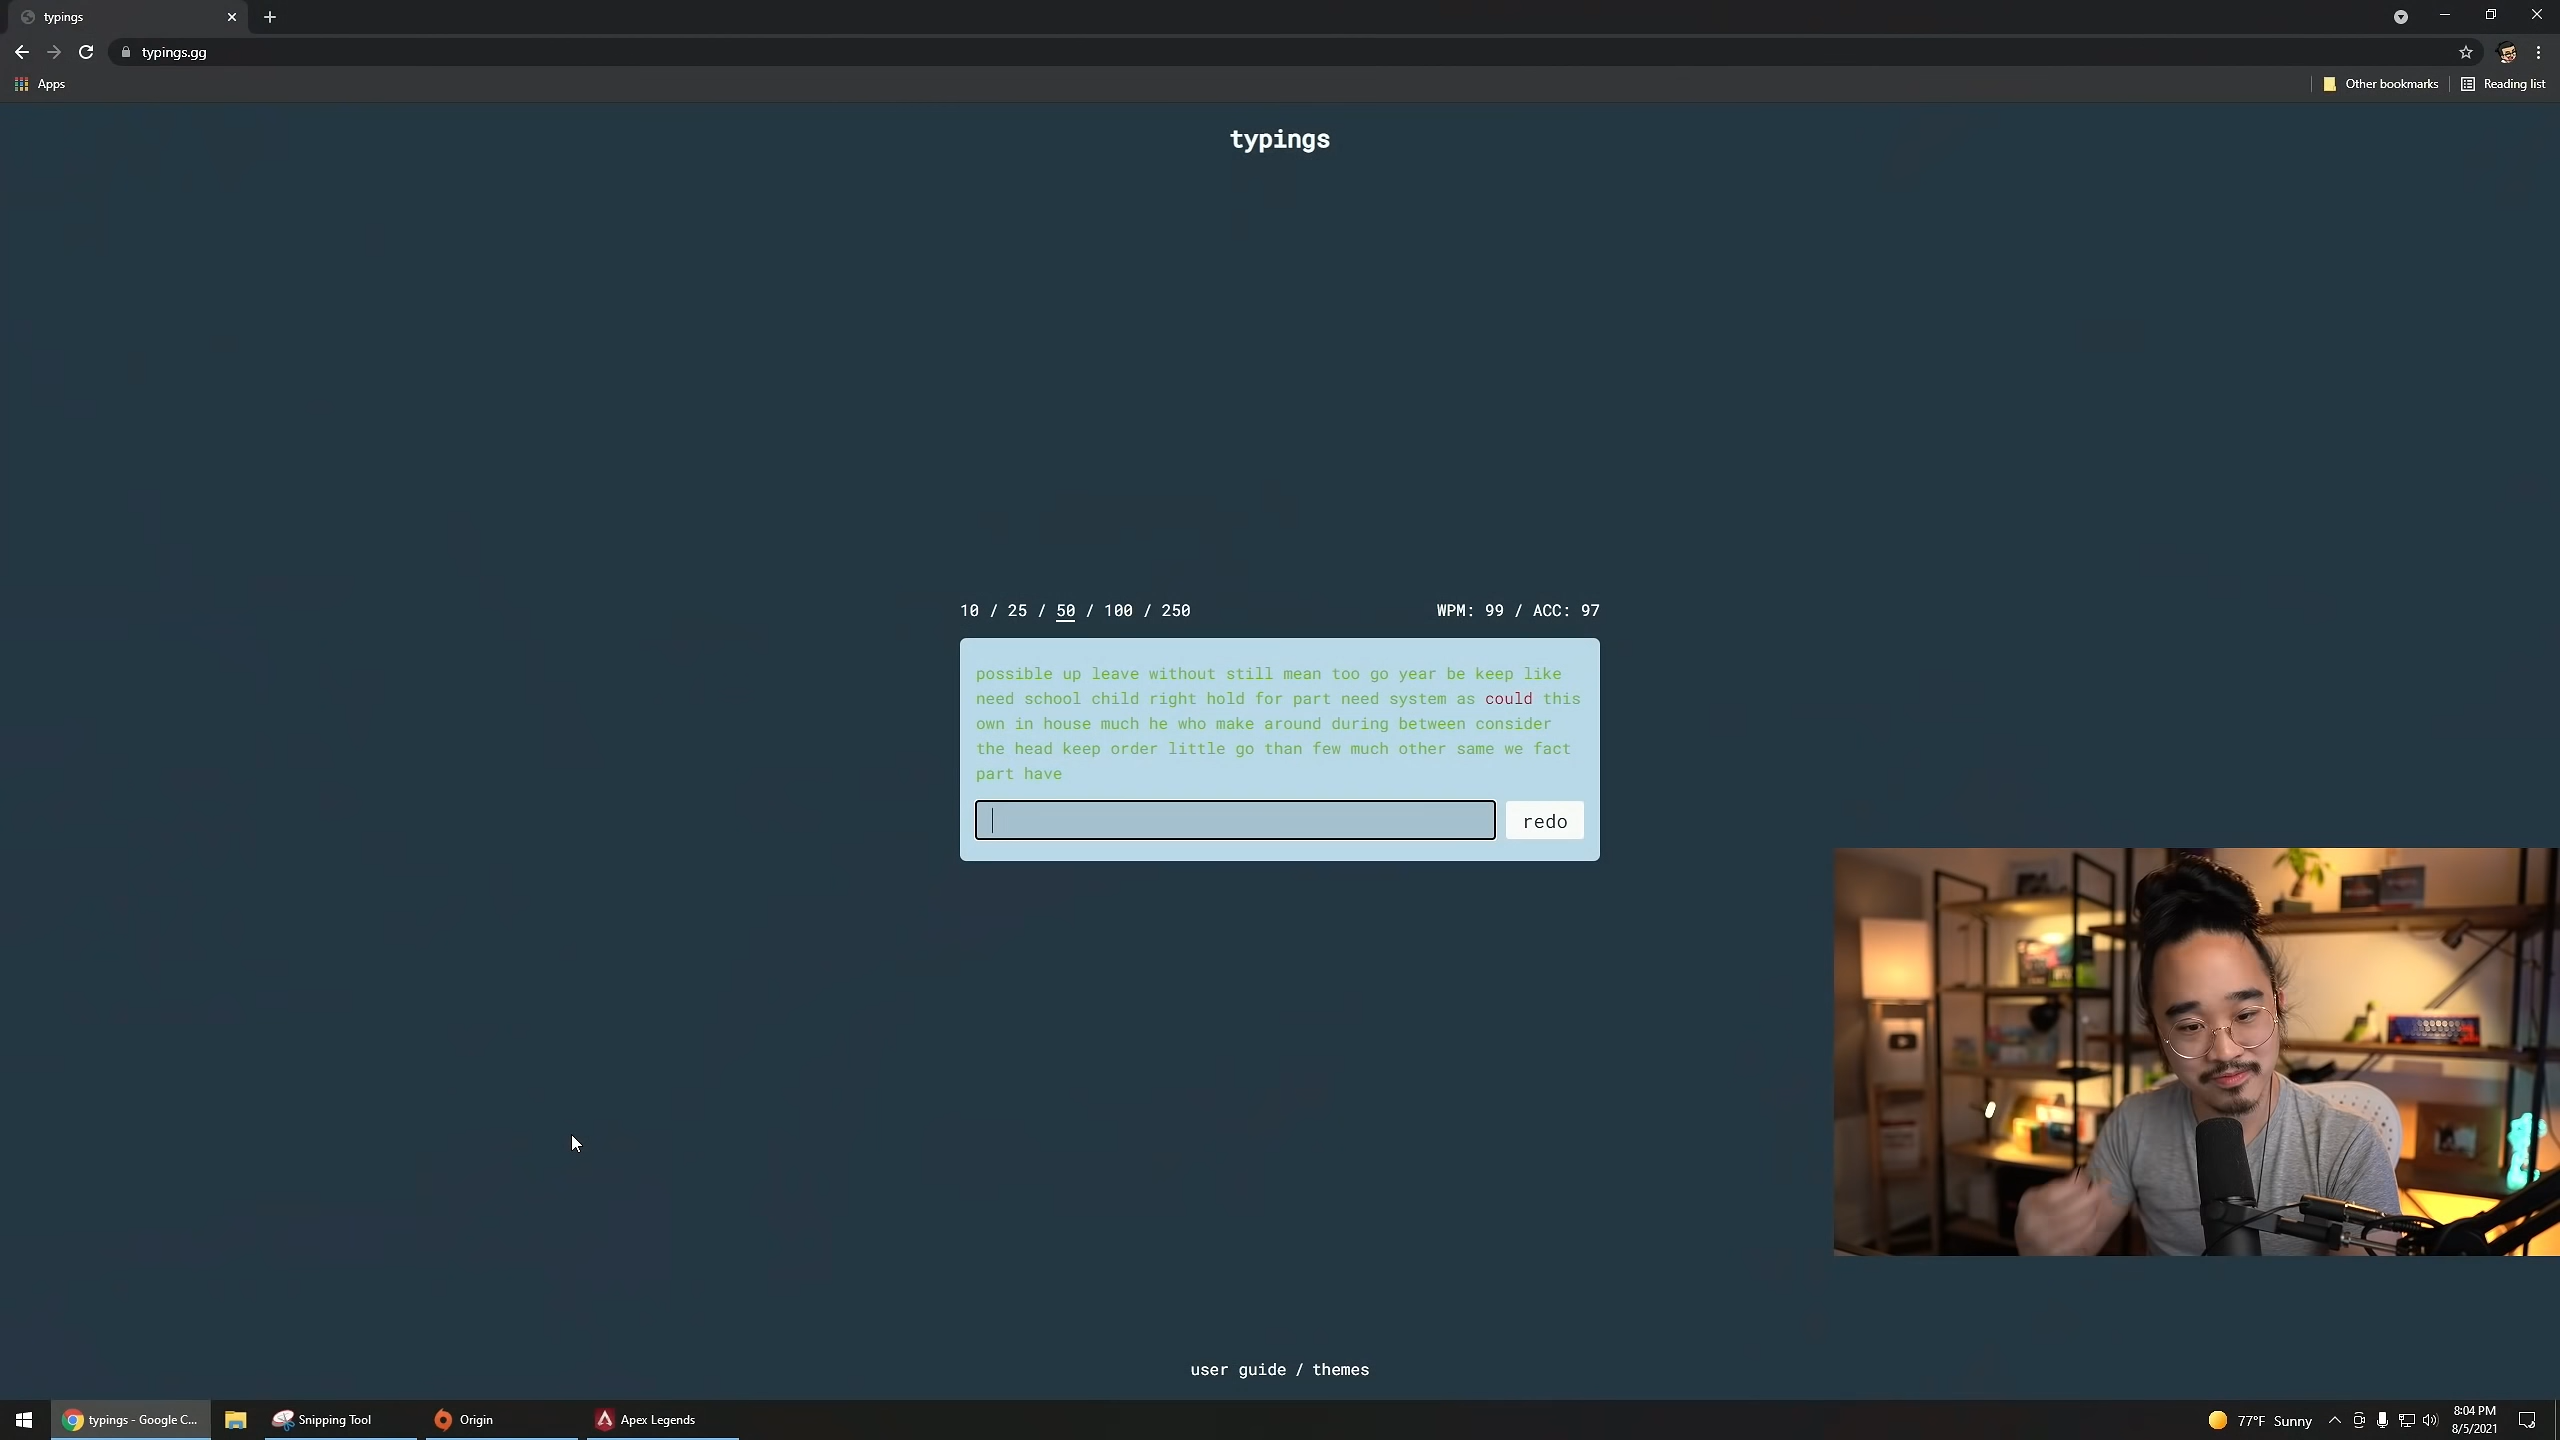 typings
typings.gg
Apps
Other bookmarks
Reading list
typings
10 / 25 / 50 / 100 / 250
WPM: 99 / ACC: 97
possible up leave without still mean too go year be keep like
need school child right hold for part need system as could this
own in house much he who make around during between consider
the head keep order little go than few much other same we fact
part have
redo
user guide / themes
typings - Google C...
Snipping Tool
Origin
Apex Legends
77°F Sunny
8:04 PM
8/5/2021